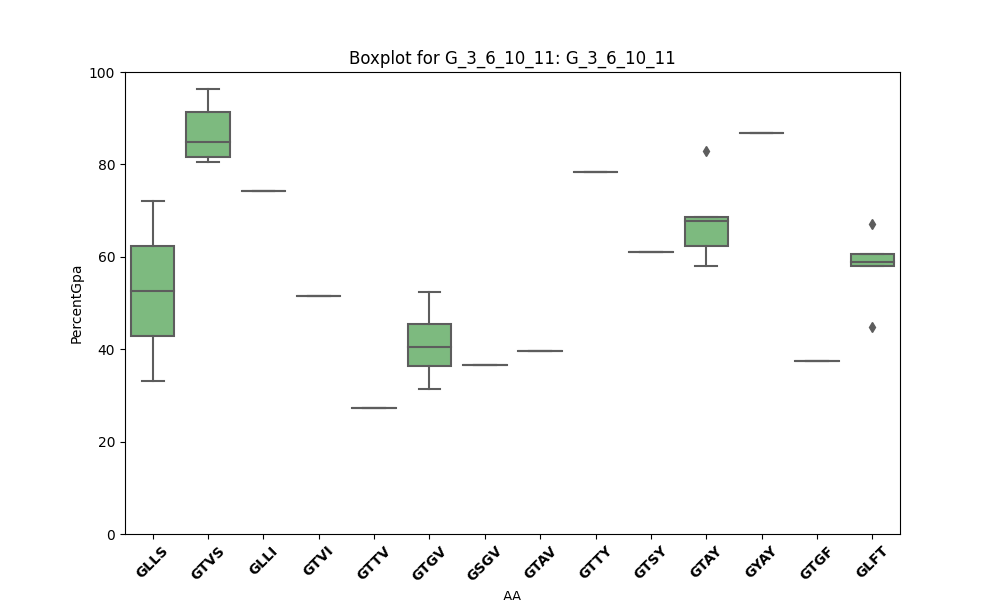 Boxplot for G_3_6_10_11: G_3_6_10_11
100
80
60
40
20
0
PercentGpa
GLLS GTVS GLLI GTVI GTTV GTGV GSGV GTAV GTTY GTSY GTAY GYAY GTGF GLFT
AA